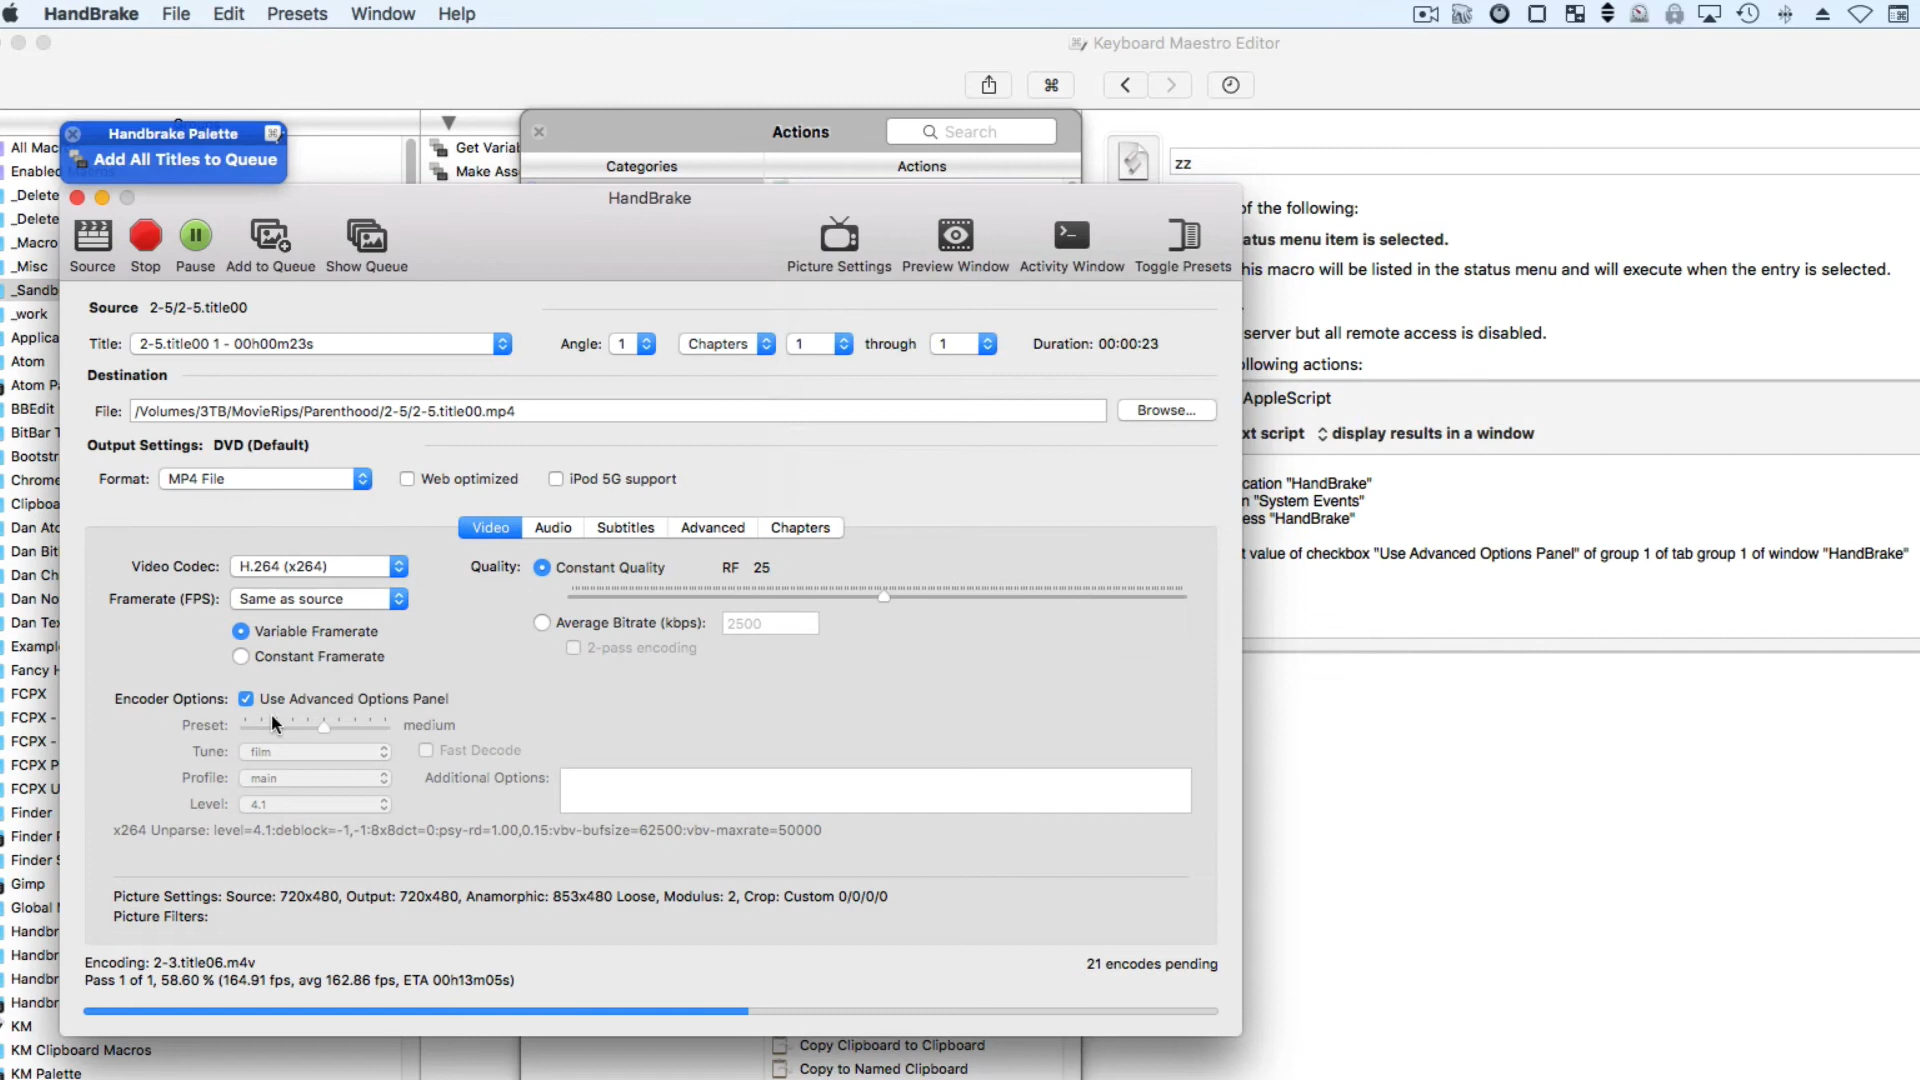 HandBrake File Edit Presets Window Help
Keyboard Maestro Editor
Handbrake Palette
Add All Titles to Queue
All Mac
Enabled
_Delete
_Delete
_Macro
_Misc
_Sandb
_work
Applica
Atom
Atom Pa
BBEdit
BitBar T
Bootstr
Chrome
Clipboa
Dan Ato
Dan Bit
Dan Ch
Dan No
Dan Tex
Exampl
Fancy H
FCPX
FCPX -
FCPX -
FCPX P
FCPX U
Finder
Finder P
Finder S
Gimp
Global M
Handbr
Handbr
Handbr
Handbr
KM
KM Clipboard Macros
KM Palette
Get Variab
Make Ass
Actions
Search
Categories Actions
HandBrake
Source Stop Pause Add to Queue Show Queue Picture Settings Preview Window Activity Window Toggle Presets
Source 2-5/2-5.title00
Title: 2-5.title00 1 - 00h00m23s Angle: 1 Chapters 1 through 1 Duration: 00:00:23
Destination
File: /Volumes/3TB/MovieRips/Parenthood/2-5/2-5.title00.mp4 Browse...
Output Settings: DVD (Default)
Format: MP4 File Web optimized iPod 5G support
Video Audio Subtitles Advanced Chapters
Video Codec: H.264 (x264) Quality: Constant Quality RF 25
Framerate (FPS): Same as source
Variable Framerate Average Bitrate (kbps): 2500
Constant Framerate 2-pass encoding
Encoder Options: Use Advanced Options Panel
Preset: medium
Tune: film Fast Decode
Profile: main Additional Options:
Level: 4.1
x264 Unparse: level=4.1:deblock=-1,-1:8x8dct=0:psy-rd=1.00,0.15:vbv-bufsize=62500:vbv-maxrate=50000
Picture Settings: Source: 720x480, Output: 720x480, Anamorphic: 853x480 Loose, Modulus: 2, Crop: Custom 0/0/0/0
Picture Filters:
Encoding: 2-3.title06.m4v
21 encodes pending
Pass 1 of 1, 58.60 % (164.91 fps, avg 162.86 fps, ETA 00h13m05s)
Copy Clipboard to Clipboard
Copy to Named Clipboard
zz
of the following:
atus menu item is selected.
his macro will be listed in the status menu and will execute when the entry is selected.
server but all remote access is disabled.
llowing actions:
AppleScript
xt script display results in a window
cation "HandBrake"
n "System Events"
ess "HandBrake"
t value of checkbox "Use Advanced Options Panel" of group 1 of tab group 1 of window "HandBrake"